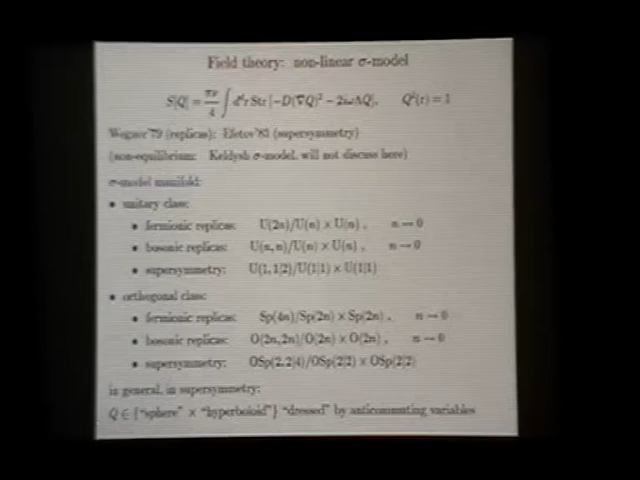 Field theory: non-linear σ-model
S[Q] = πν/4 ∫ dᵈr Str [−D(∇Q)² − 2iωΛQ], Q²(r) = 1
Wegner'79 (replicas); Efetov'83 (supersymmetry)
(non-equilibrium: Keldysh σ-model, will not discuss here)
σ-model manifold:
• unitary class:
• fermionic replicas: U(2n)/U(n) × U(n) , n → 0
• bosonic replicas: U(n, n)/U(n) × U(n) , n → 0
• supersymmetry: U(1, 1|2)/U(1|1) × U(1|1)
• orthogonal class:
• fermionic replicas: Sp(4n)/Sp(2n) × Sp(2n) , n → 0
• bosonic replicas: O(2n, 2n)/O(2n) × O(2n) , n → 0
• supersymmetry: OSp(2, 2|4)/OSp(2|2) × OSp(2|2)
in general, in supersymmetry:
Q ∈ {"sphere" × "hyperboloid"} "dressed" by anticommuting variables